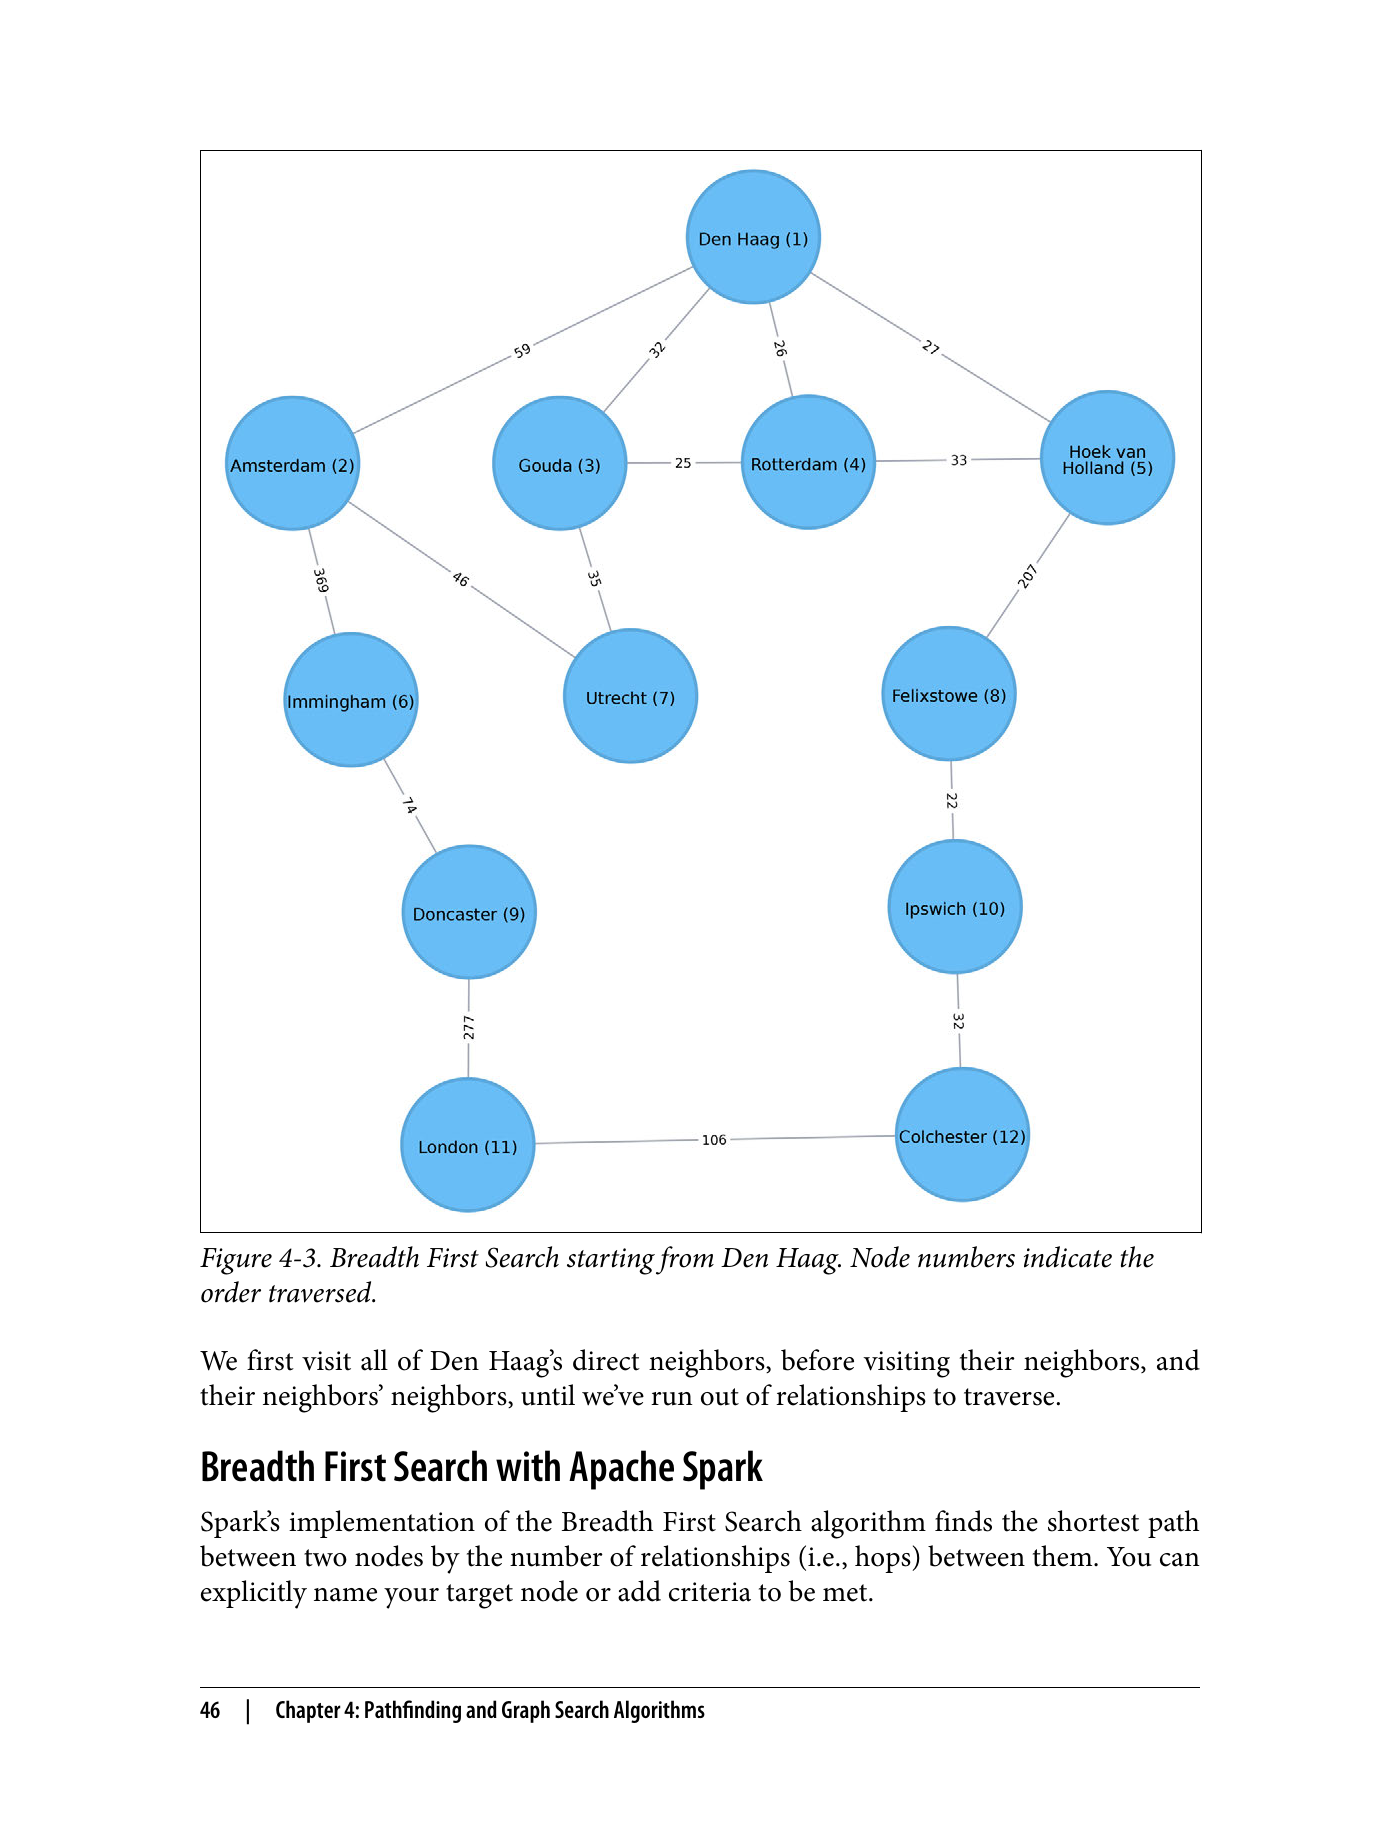 Den Haag (1)
59
32
26
27
Amsterdam (2)
Gouda (3)
25
Rotterdam (4)
33
Hoek van
Holland (5)
369
46
35
207
Immingham (6)
Utrecht (7)
Felixstowe (8)
74
22
Doncaster (9)
Ipswich (10)
277
32
London (11)
106
Colchester (12)
Figure 4-3. Breadth First Search starting from Den Haag. Node numbers indicate the
order traversed.
We first visit all of Den Haag’s direct neighbors, before visiting their neighbors, and
their neighbors’ neighbors, until we’ve run out of relationships to traverse.
Breadth First Search with Apache Spark
Spark’s implementation of the Breadth First Search algorithm finds the shortest path
between two nodes by the number of relationships (i.e., hops) between them. You can
explicitly name your target node or add criteria to be met.
46 | Chapter 4: Pathfinding and Graph Search Algorithms